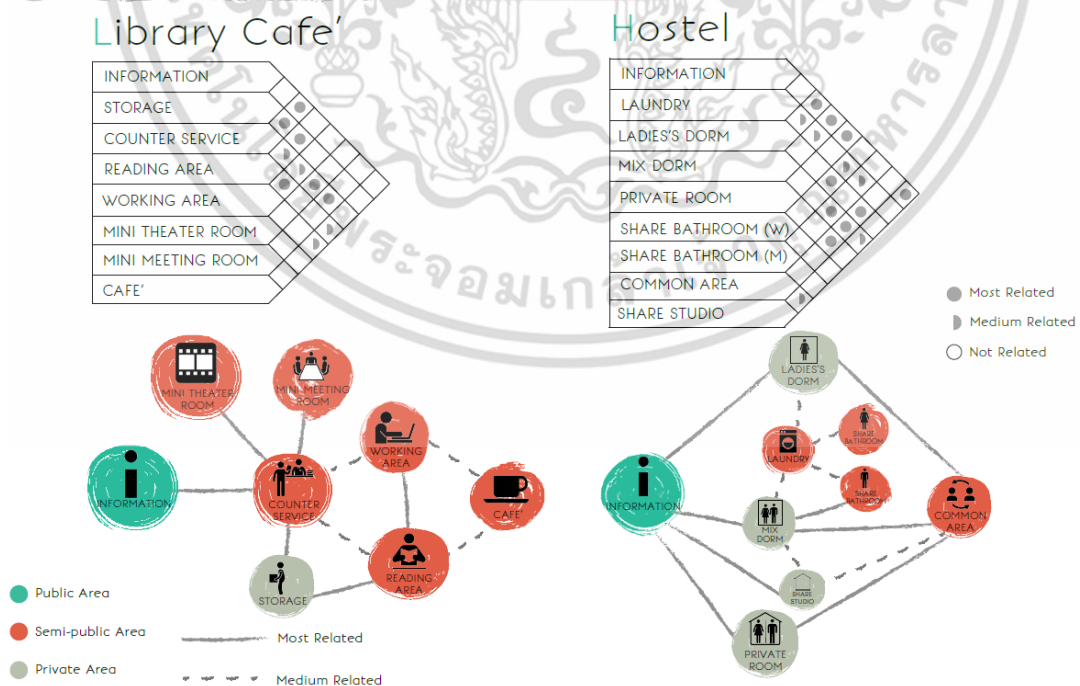 Library Cafe'
INFORMATION
STORAGE
COUNTER SERVICE
READING AREA
WORKING AREA
MINI THEATER ROOM
MINI MEETING ROOM
CAFE'
Hostel
INFORMATION
LAUNDRY
LADIES'S DORM
MIX DORM
PRIVATE ROOM
SHARE BATHROOM (W)
SHARE BATHROOM (M)
COMMON AREA
SHARE STUDIO
Most Related
Medium Related
Not Related
MINI THEATER
ROOM
MINI MEETING
ROOM
WORKING
AREA
INFORMATION
COUNTER
SERVICE
CAFE'
STORAGE
READING
AREA
LADIES'S
DORM
LAUNDRY
SHARE
BATHROOM
SHARE
BATHROOM
INFORMATION
MIX
DORM
COMMON
AREA
SHARE
STUDIO
PRIVATE
ROOM
Public Area
Semi-public Area
Private Area
Most Related
Medium Related